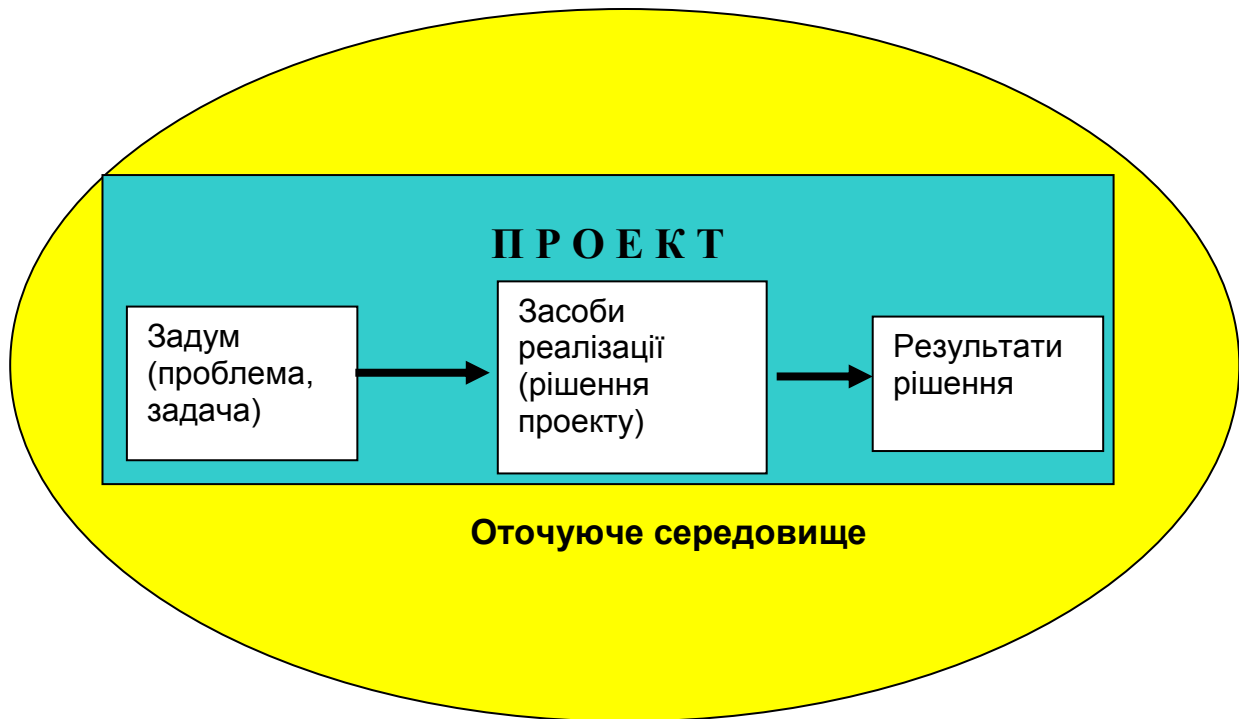 П Р О Е К Т
Задум
(проблема,
задача)
Засоби
реалізації
(рішення
проекту)
Результати
рішення
Оточуюче середовище